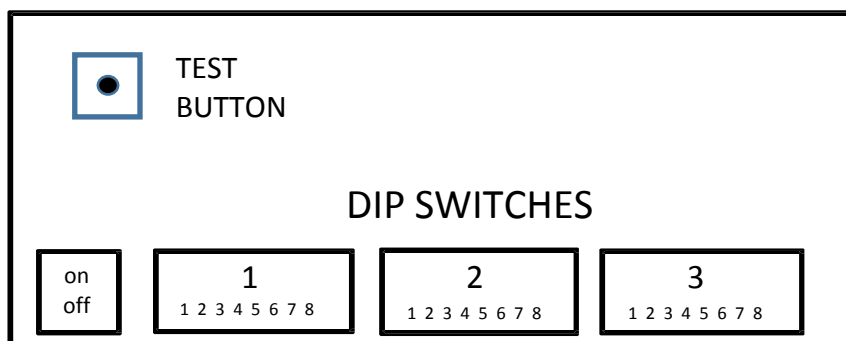 TEST
BUTTON
DIP SWITCHES
on
off
1
1 2 3 4 5 6 7 8
2
1 2 3 4 5 6 7 8
3
1 2 3 4 5 6 7 8